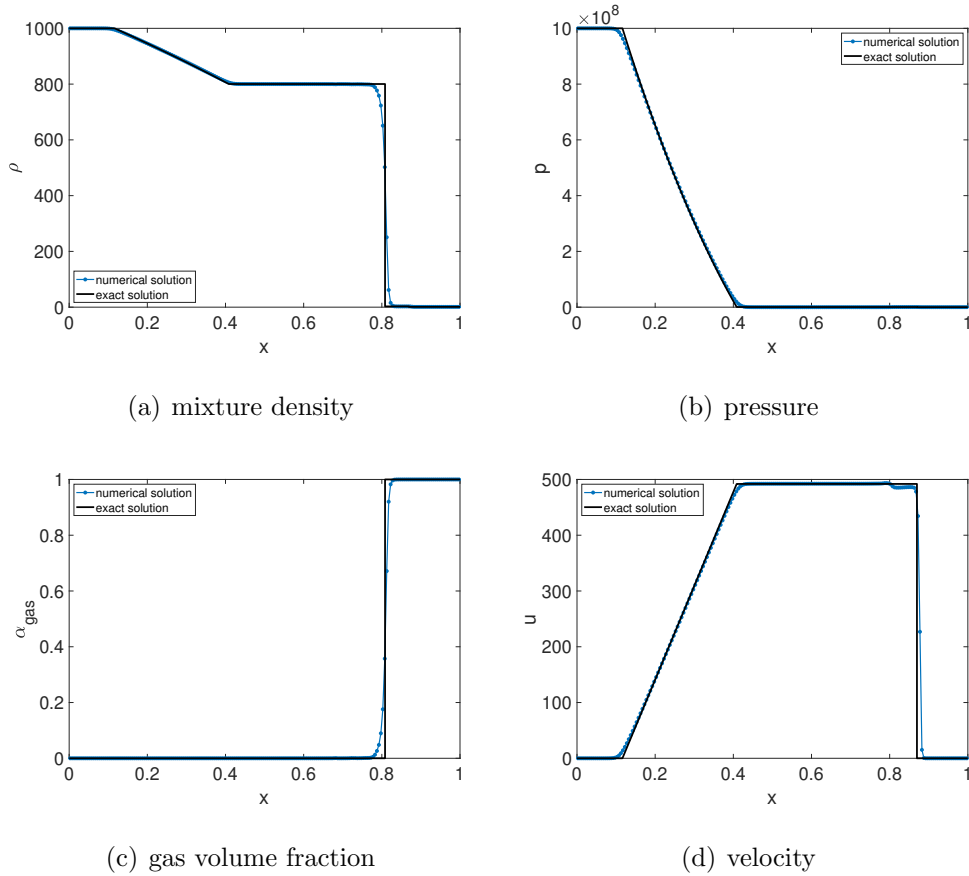 1000
800
600
400
200
0
ρ
numerical solution
exact solution
0 0.2 0.4 0.6 0.8 1
x
(a) mixture density
×10⁸
10
8
6
4
2
0
p
numerical solution
exact solution
0 0.2 0.4 0.6 0.8 1
x
(b) pressure
1
0.8
0.6
0.4
0.2
0
α_gas
numerical solution
exact solution
0 0.2 0.4 0.6 0.8 1
x
(c) gas volume fraction
500
400
300
200
100
0
u
numerical solution
exact solution
0 0.2 0.4 0.6 0.8 1
x
(d) velocity